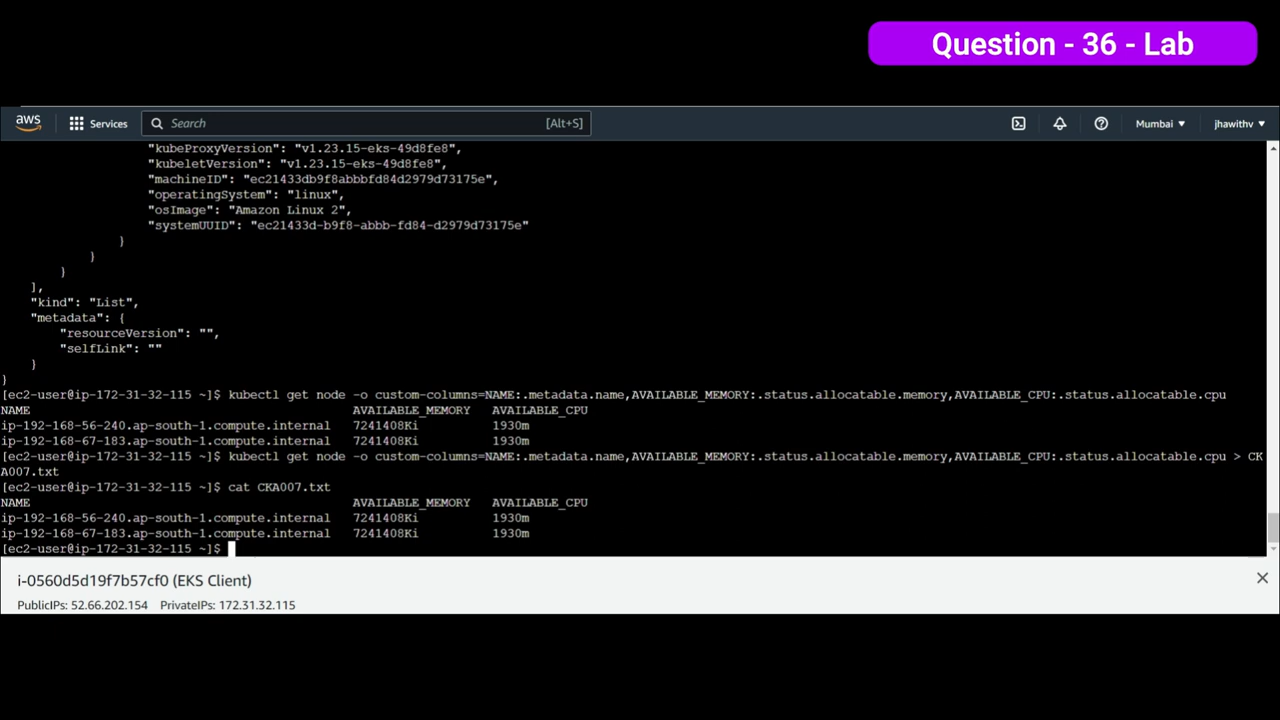 Question - 36 - Lab
aws Services Search [Alt+S] Mumbai jhawithv
"kubeProxyVersion": "v1.23.15-eks-49d8fe8",
"kubeletVersion": "v1.23.15-eks-49d8fe8",
"machineID": "ec21433db9f8abbbfd84d2979d73175e",
"operatingSystem": "linux",
"osImage": "Amazon Linux 2",
"systemUUID": "ec21433d-b9f8-abbb-fd84-d2979d73175e"
}
}
}
],
"kind": "List",
"metadata": {
"resourceVersion": "",
"selfLink": ""
}
}
[ec2-user@ip-172-31-32-115 ~]$ kubectl get node -o custom-columns=NAME:.metadata.name,AVAILABLE_MEMORY:.status.allocatable.memory,AVAILABLE_CPU:.status.allocatable.cpu
NAME AVAILABLE_MEMORY AVAILABLE_CPU
ip-192-168-56-240.ap-south-1.compute.internal 7241408Ki 1930m
ip-192-168-67-183.ap-south-1.compute.internal 7241408Ki 1930m
[ec2-user@ip-172-31-32-115 ~]$ kubectl get node -o custom-columns=NAME:.metadata.name,AVAILABLE_MEMORY:.status.allocatable.memory,AVAILABLE_CPU:.status.allocatable.cpu > CK
A007.txt
[ec2-user@ip-172-31-32-115 ~]$ cat CKA007.txt
NAME AVAILABLE_MEMORY AVAILABLE_CPU
ip-192-168-56-240.ap-south-1.compute.internal 7241408Ki 1930m
ip-192-168-67-183.ap-south-1.compute.internal 7241408Ki 1930m
[ec2-user@ip-172-31-32-115 ~]$
i-0560d5d19f7b57cf0 (EKS Client)
PublicIPs: 52.66.202.154 PrivateIPs: 172.31.32.115